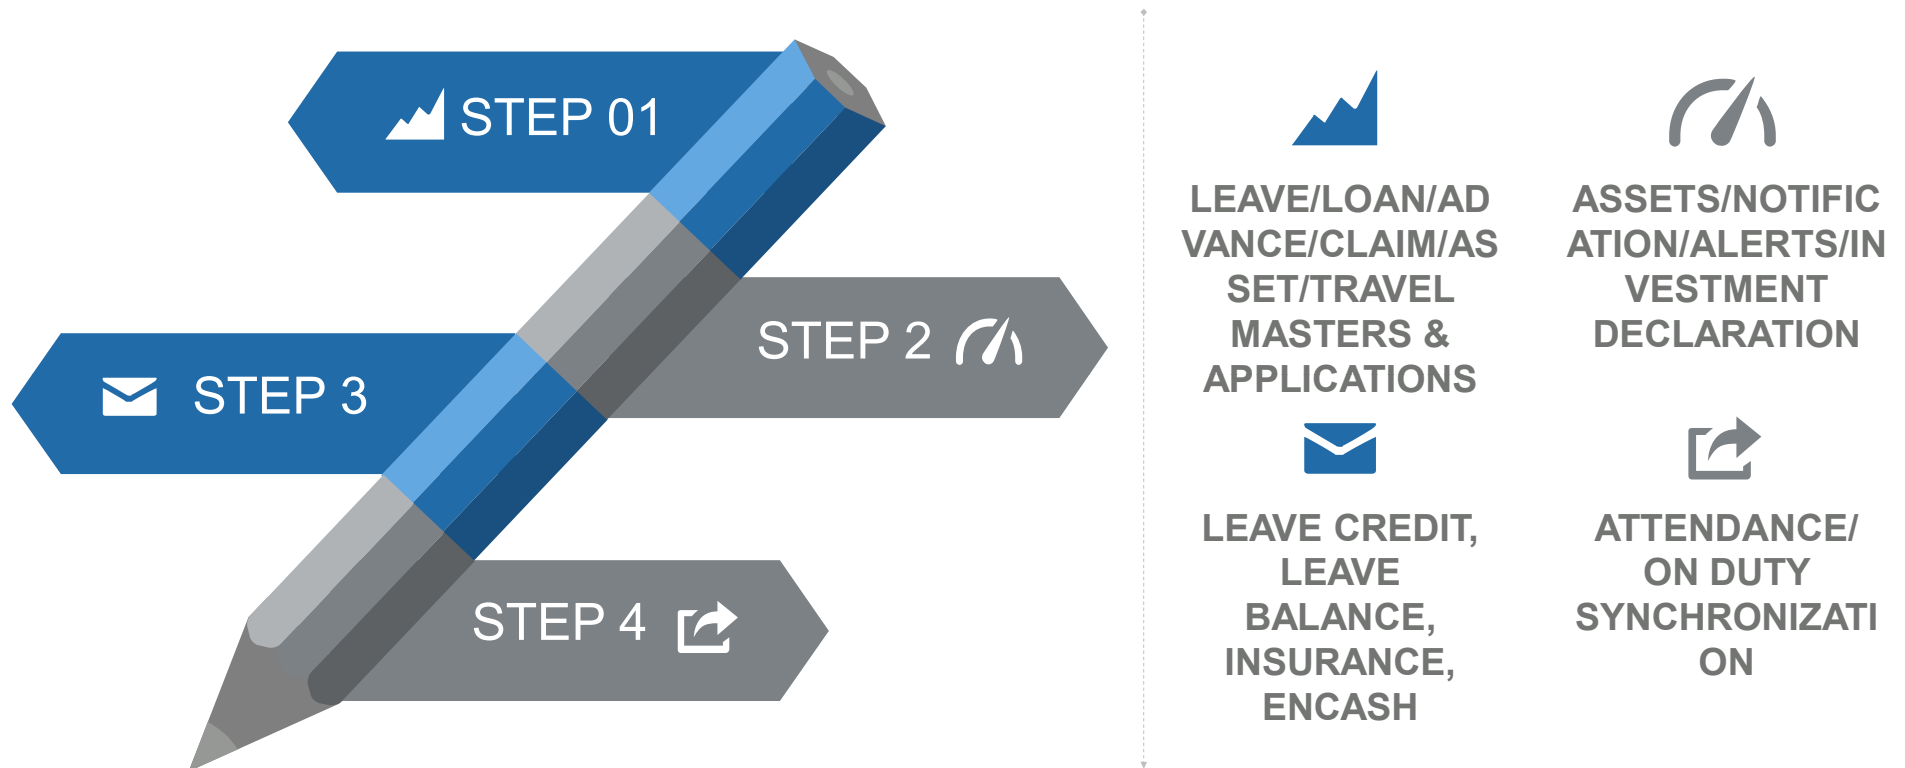 STEP 01
STEP 2
STEP 3
STEP 4
LEAVE/LOAN/AD
VANCE/CLAIM/AS
SET/TRAVEL
MASTERS &
APPLICATIONS
ASSETS/NOTIFIC
ATION/ALERTS/IN
VESTMENT
DECLARATION
LEAVE CREDIT,
LEAVE
BALANCE,
INSURANCE,
ENCASH
ATTENDANCE/
ON DUTY
SYNCHRONIZATI
ON